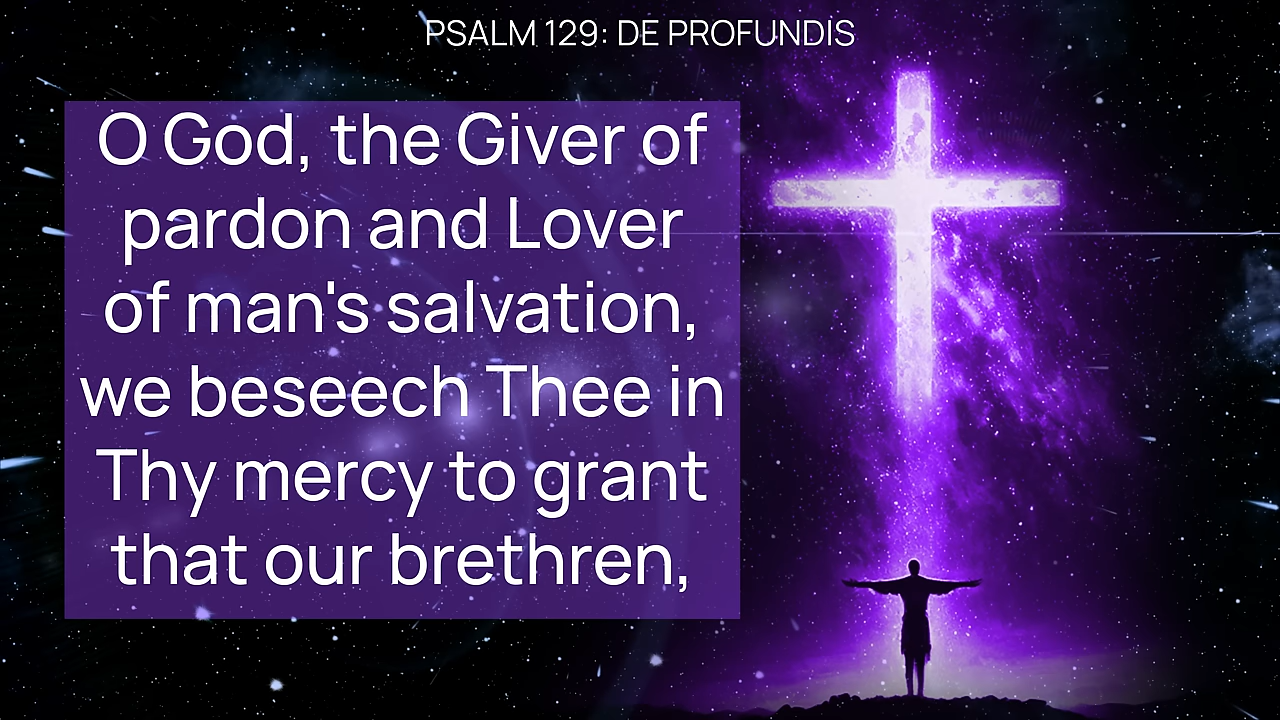 PSALM 129: DE PROFUNDIS
O God, the Giver of
pardon and Lover
of man's salvation,
we beseech Thee in
Thy mercy to grant
that our brethren,